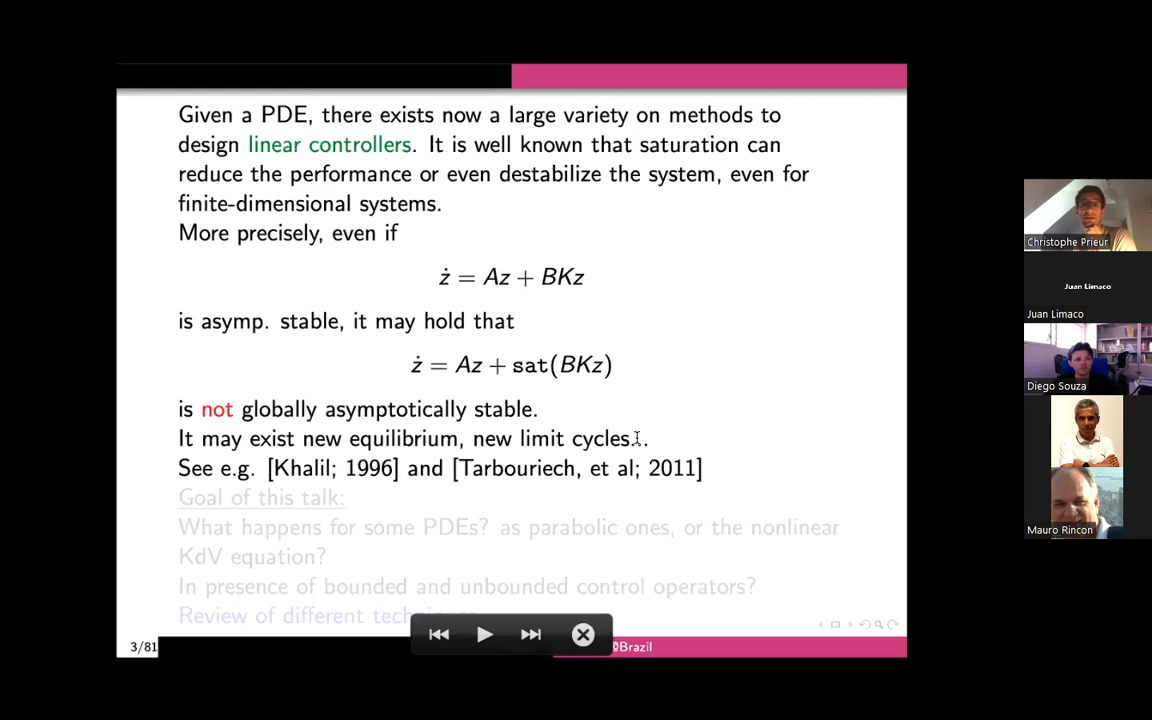 Given a PDE, there exists now a large variety on methods to
design linear controllers. It is well known that saturation can
reduce the performance or even destabilize the system, even for
finite-dimensional systems.
More precisely, even if
ż = Az + BKz
is asymp. stable, it may hold that
ż = Az + sat(BKz)
is not globally asymptotically stable.
It may exist new equilibrium, new limit cycles...
See e.g. [Khalil; 1996] and [Tarbouriech, et al; 2011]
Goal of this talk:
What happens for some PDEs? as parabolic ones, or the nonlinear
KdV equation?
In presence of bounded and unbounded control operators?
Review of different
3/81
@Brazil
Christophe Prieur
Juan Limaco
Juan Limaco
Diego Souza
Mauro Rincon